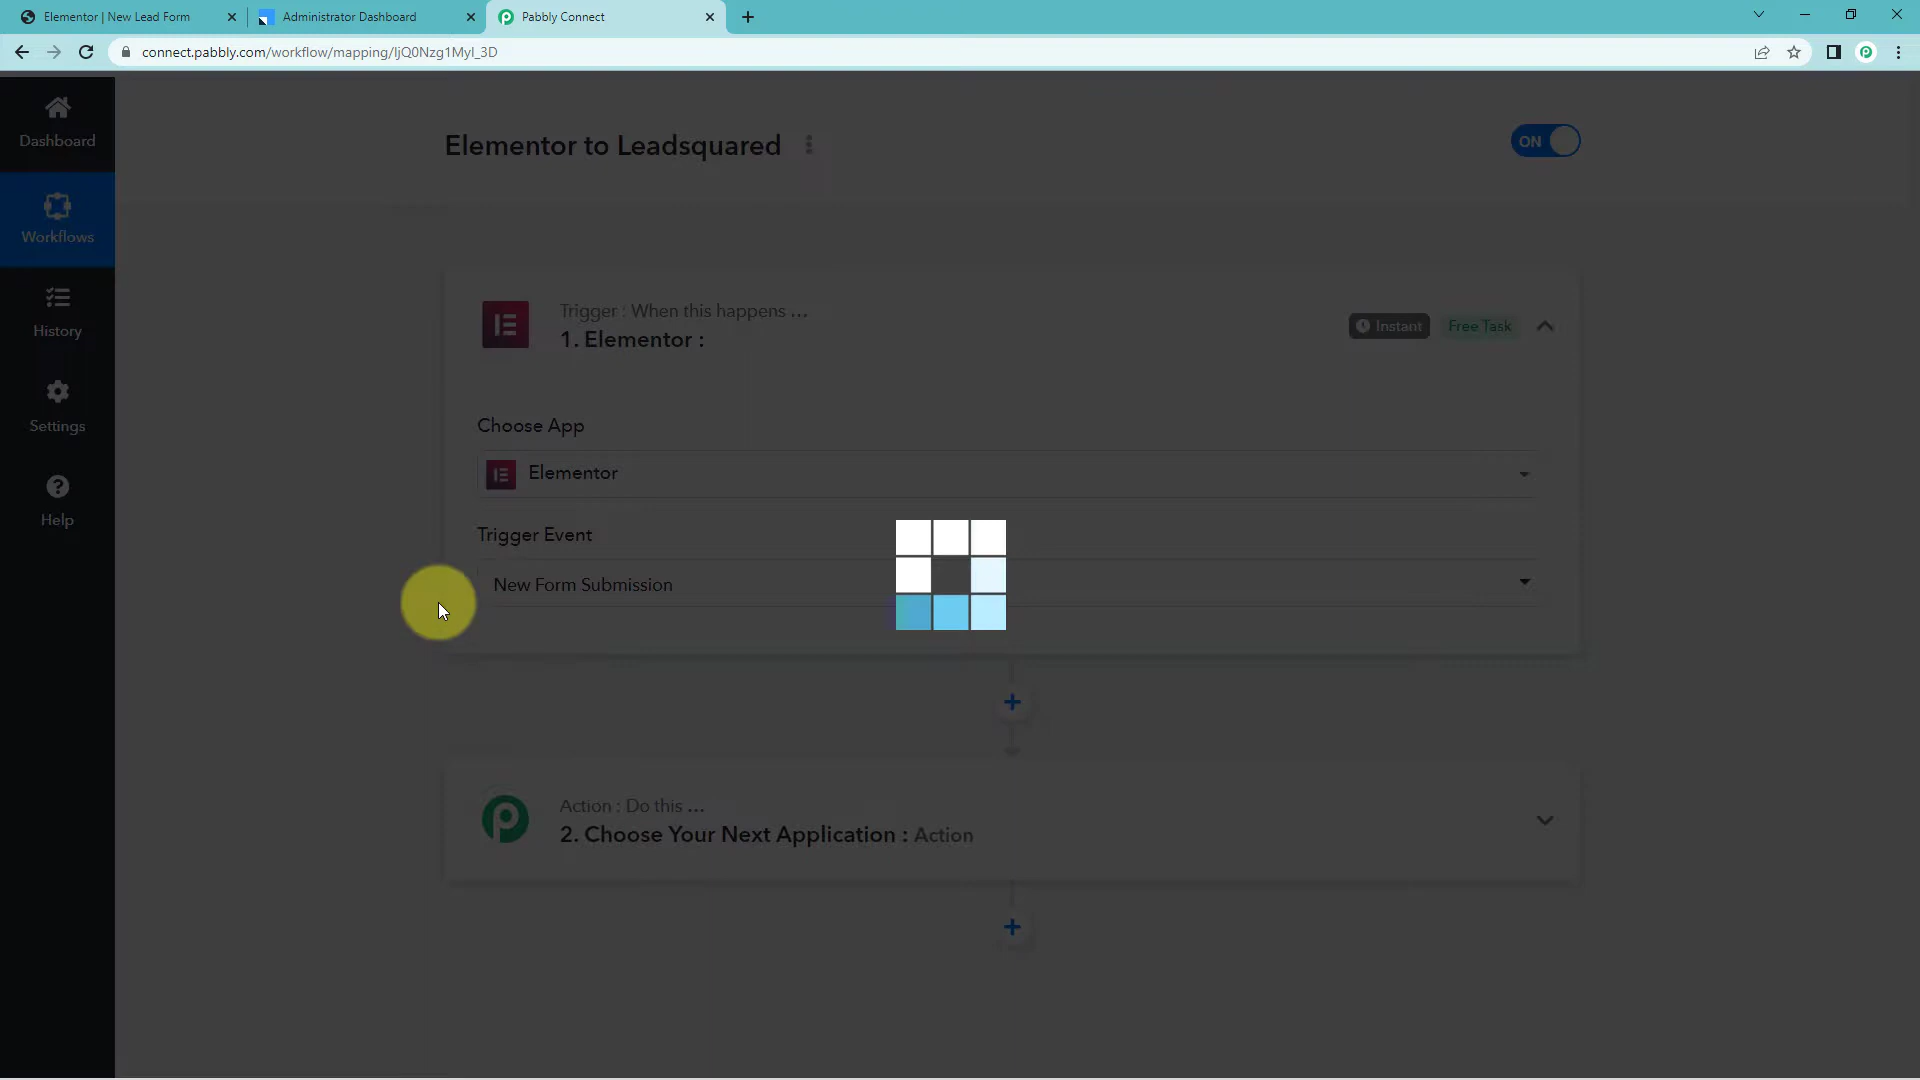 Elementor | New Lead Form
Administrator Dashboard
Pabbly Connect
connect.pabbly.com/workflow/mapping/IjQ0Nzg1MyI_3D
Dashboard
Workflows
History
Settings
Help
Elementor to Leadsquared
ON
Trigger : When this happens ...
1. Elementor :
Instant
Free Task
Choose App
Elementor
Trigger Event
New Form Submission
Action : Do this ...
2. Choose Your Next Application : Action